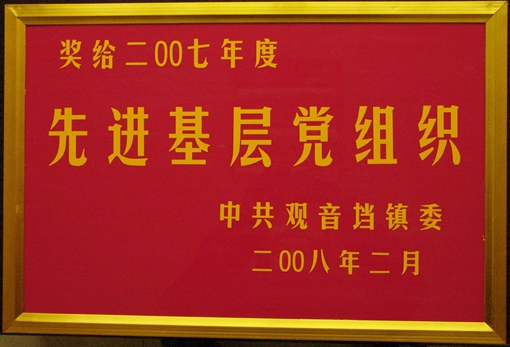 奖给二00七年度
先进基层党组织
中共观音垱镇委
二00八年二月